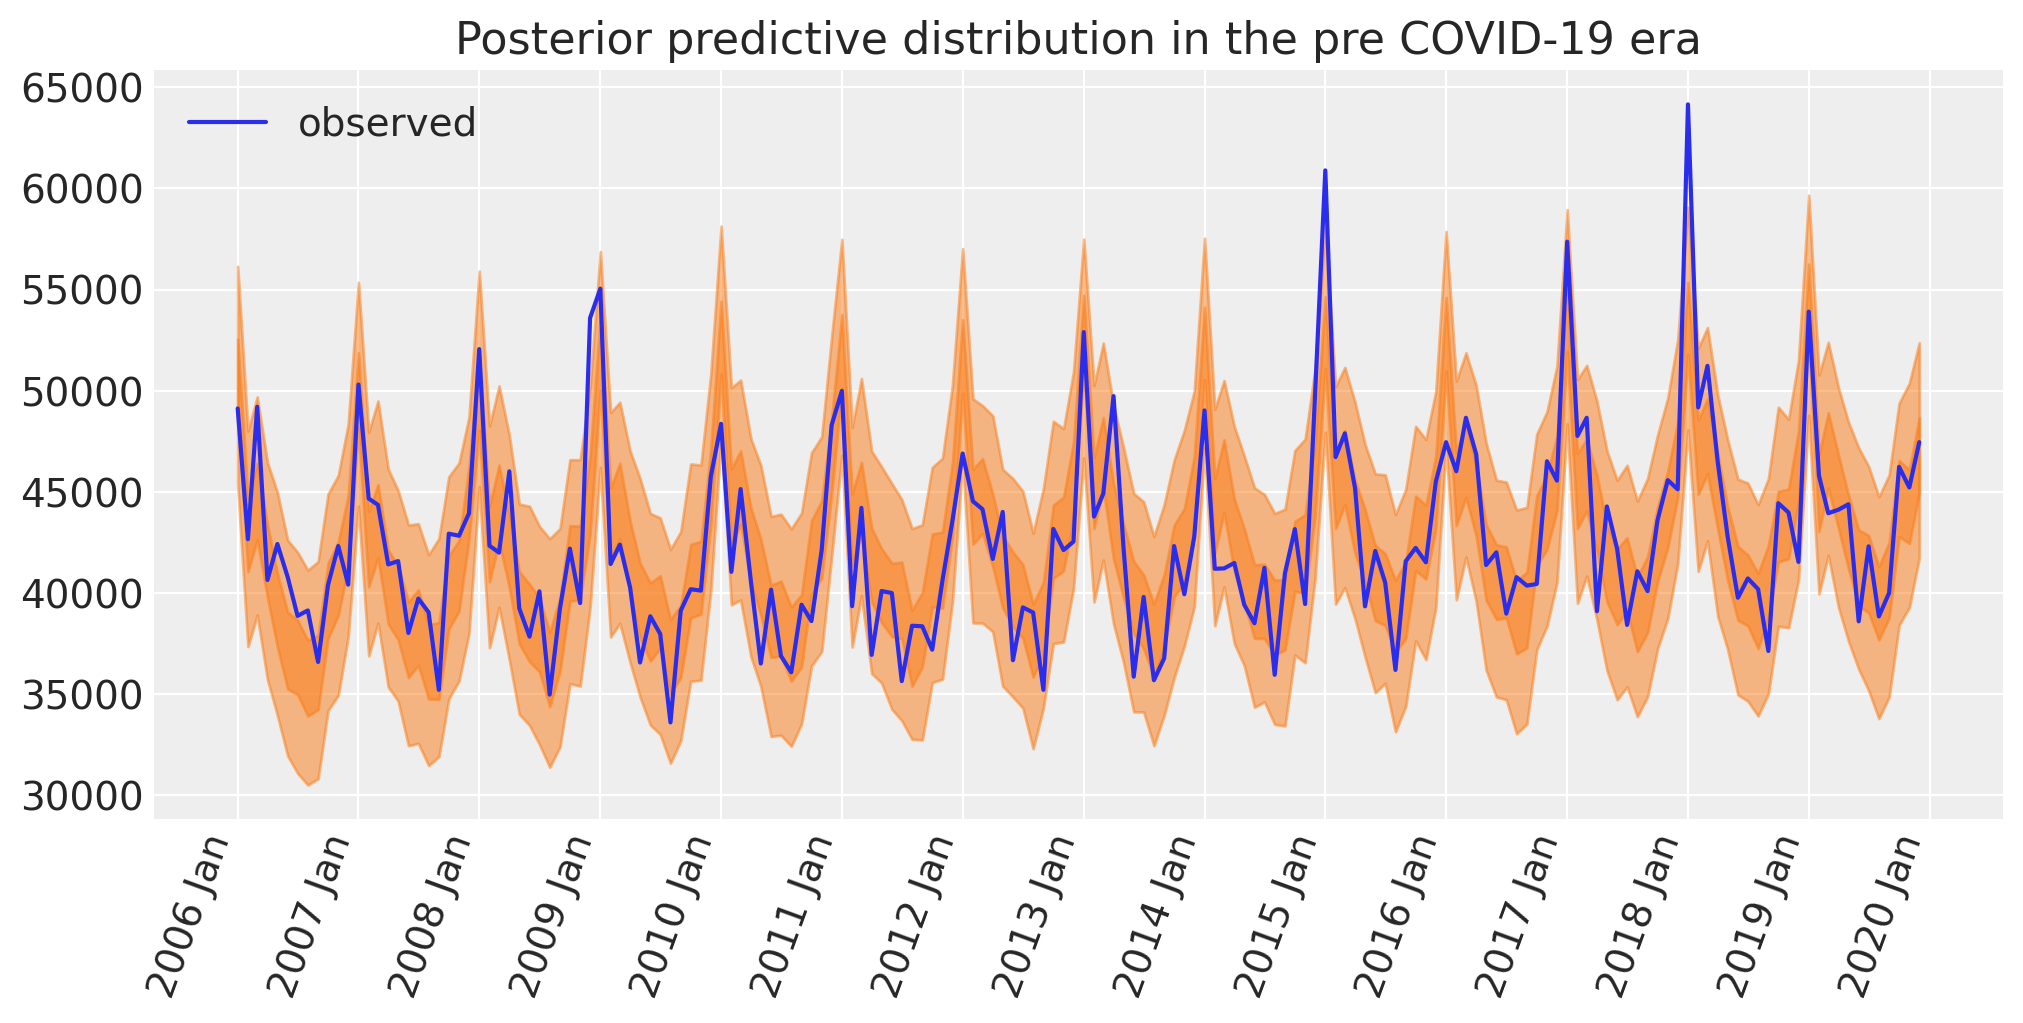 Posterior predictive distribution in the pre COVID-19 era
65000
60000
55000
50000
45000
40000
35000
30000
observed
2006 Jan
2007 Jan
2008 Jan
2009 Jan
2010 Jan
2011 Jan
2012 Jan
2013 Jan
2014 Jan
2015 Jan
2016 Jan
2017 Jan
2018 Jan
2019 Jan
2020 Jan